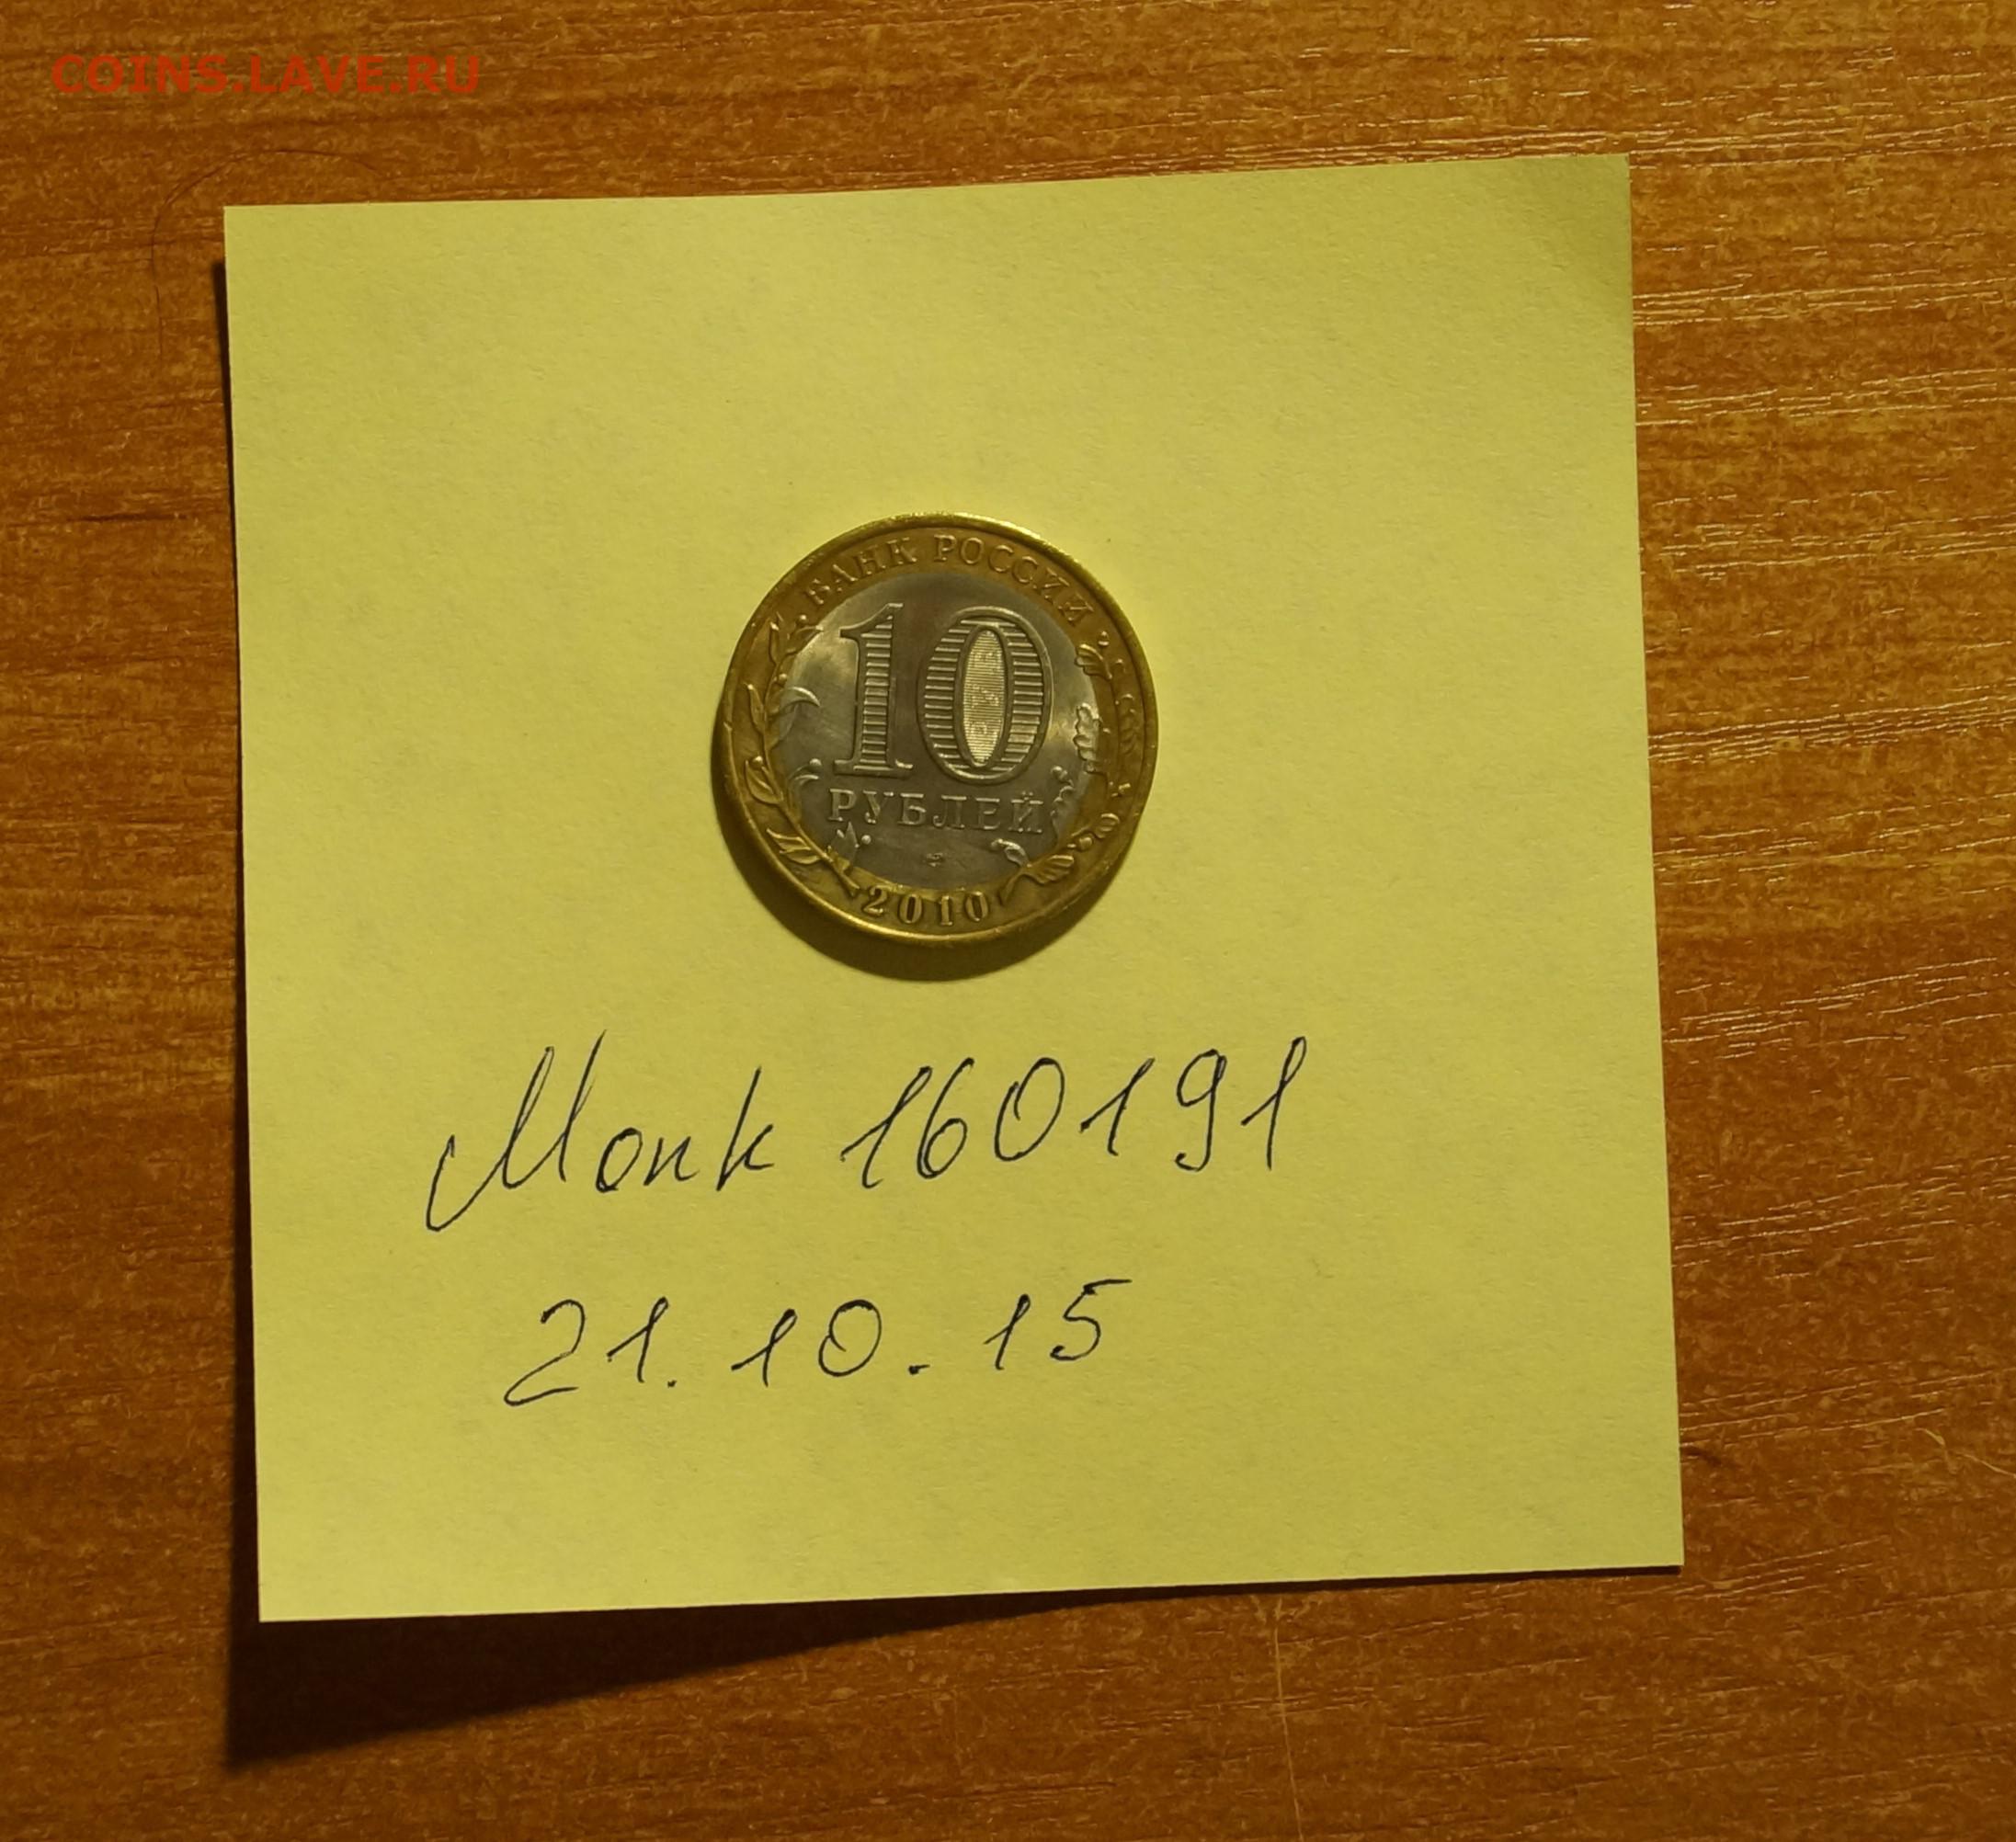 COINS.LAVE.RU
БАНК РОССИИ
10
РУБЛЕЙ
2010
Monk 160191
21.10.15